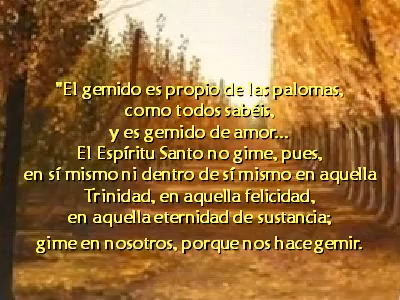 "El gemido es propio de las palomas,
como todos sabéis,
y es gemido de amor...
El Espíritu Santo no gime, pues,
en sí mismo ni dentro de sí mismo en aquella
Trinidad, en aquella felicidad,
en aquella eternidad de sustancia;
gime en nosotros, porque nos hace gemir.